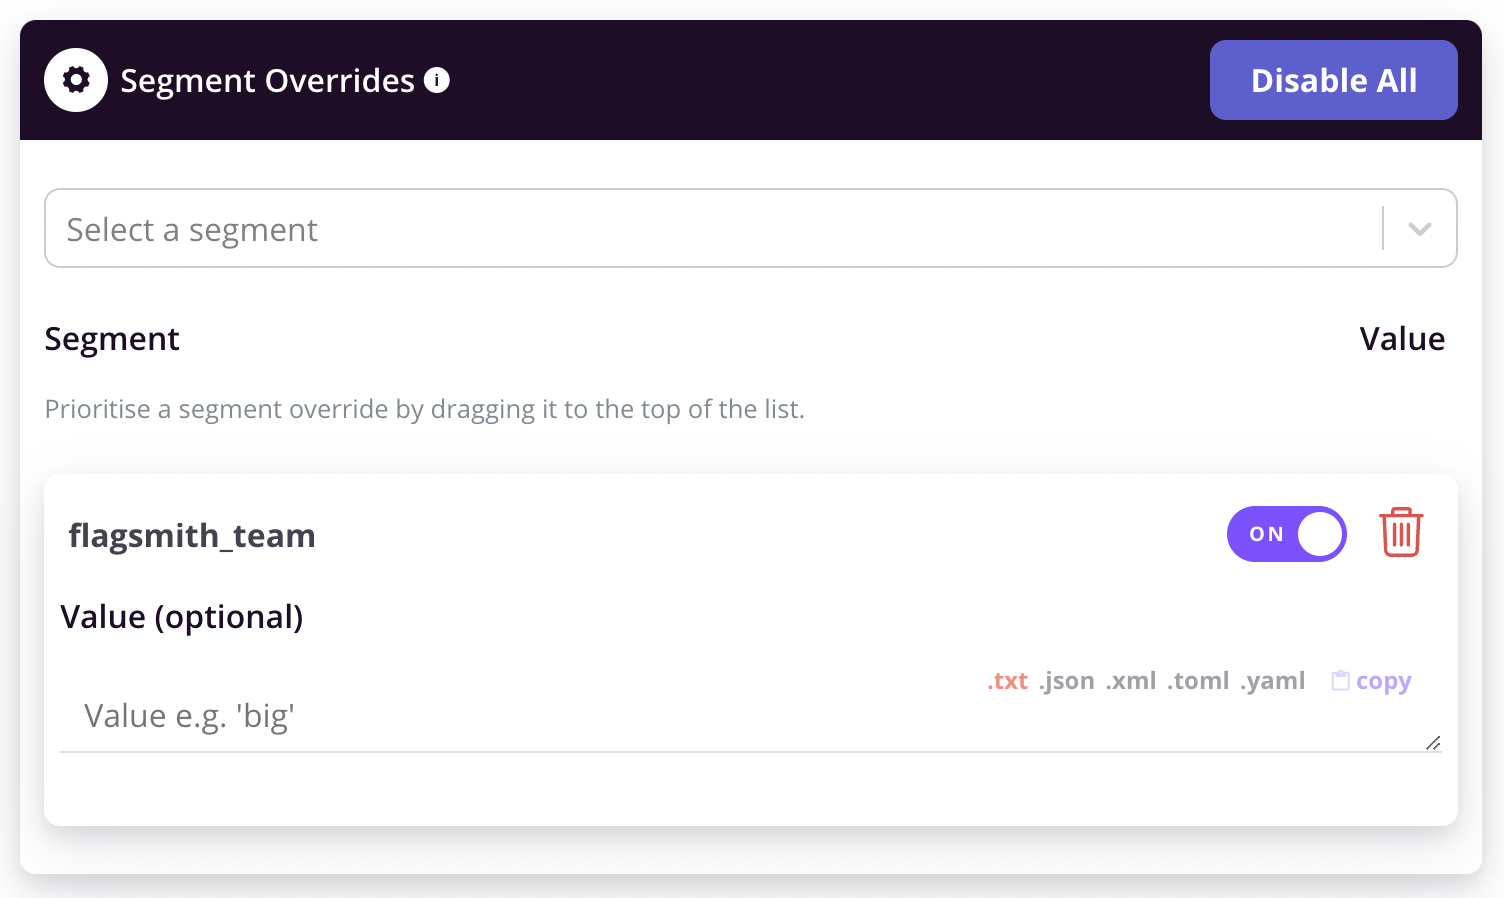 Segment Overrides
Disable All
Select a segment
Segment
Value
Prioritise a segment override by dragging it to the top of the list.
flagsmith_team
ON
Value (optional)
.txt .json .xml .toml .yaml copy
Value e.g. 'big'